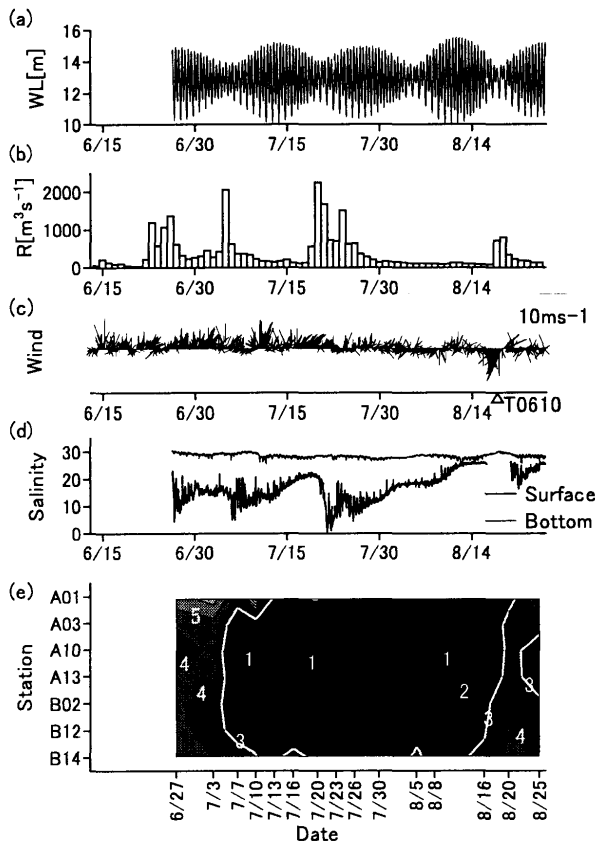 (a)
WL[m]
16
14
12
10
6/15 6/30 7/15 7/30 8/14
(b)
R[m³s⁻¹]
2000
1000
0
6/15 6/30 7/15 7/30 8/14
(c)
Wind
10ms-1
6/15 6/30 7/15 7/30 8/14
△T0610
(d)
Salinity
30
20
10
0
Surface
Bottom
6/15 6/30 7/15 7/30 8/14
(e)
Station
A01
A03
A10
A13
B02
B12
B14
5
4 1 1 3
4 2
3 3 4
6/27 7/3 7/7 7/10 7/13 7/16 7/20 7/23 7/26 7/30 8/5 8/8 8/16 8/20 8/25
Date